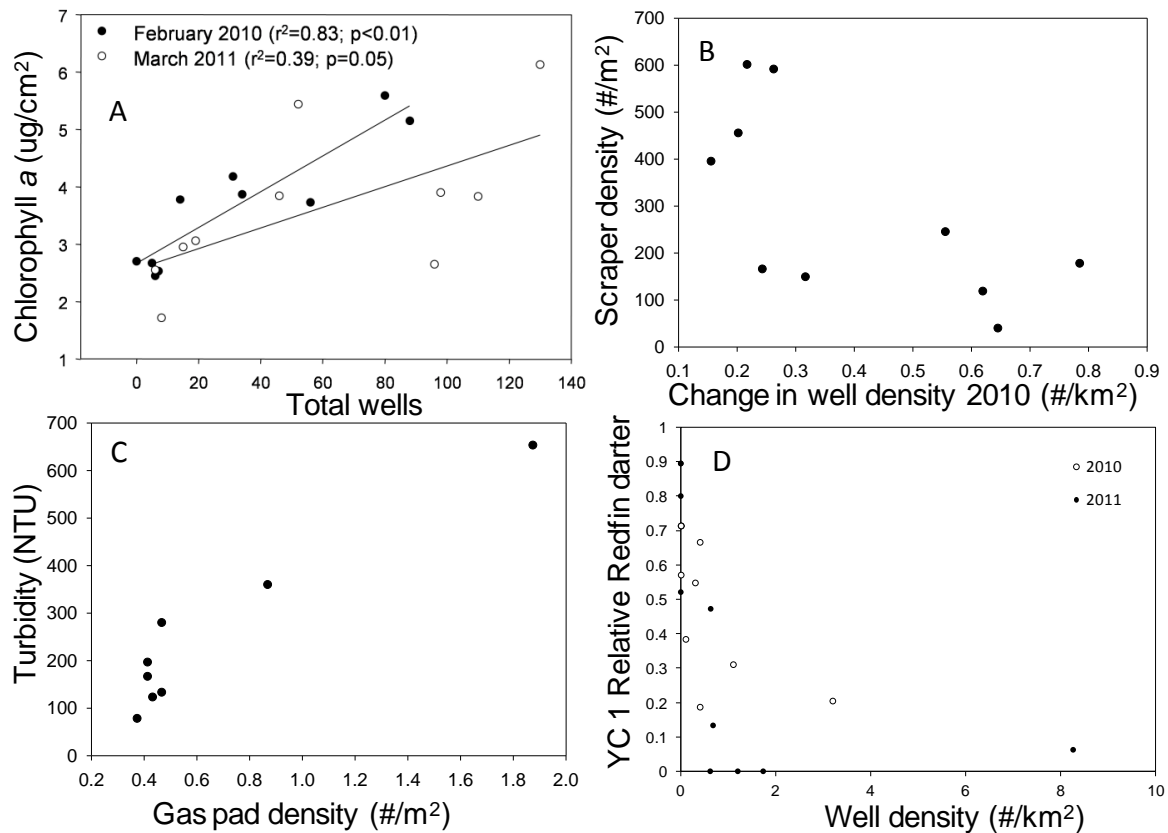 A
February 2010 (r²=0.83; p<0.01)
March 2011 (r²=0.39; p=0.05)
Chlorophyll a (ug/cm²)
7
6
5
4
3
2
1
0 20 40 60 80 100 120 140
Total wells
B
Scraper density (#/m²)
700
600
500
400
300
200
100
0
0.1 0.2 0.3 0.4 0.5 0.6 0.7 0.8 0.9
Change in well density 2010 (#/km²)
C
Turbidity (NTU)
700
600
500
400
300
200
100
0
0.2 0.4 0.6 0.8 1.0 1.2 1.4 1.6 1.8 2.0
Gas pad density (#/m²)
D
2010
2011
YC 1 Relative Redfin darter
1
0.9
0.8
0.7
0.6
0.5
0.4
0.3
0.2
0.1
0
0 2 4 6 8 10
Well density (#/km²)